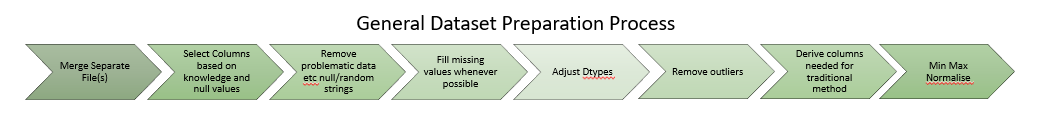 General Dataset Preparation Process
Merge Separate
File(s)
Select Columns
based on
knowledge and
null values
Remove
problematic data
etc null/random
strings
Fill missing
values whenever
possible
Adjust Dtypes
Remove outliers
Derive columns
needed for
traditional
method
Min Max
Normalise